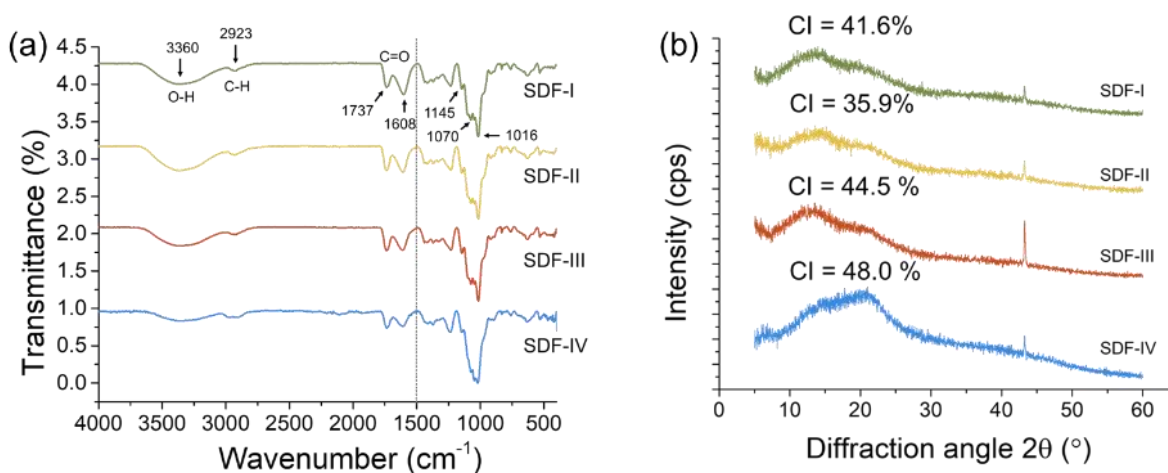 (a)
Transmittance (%)
4.5
4.0
3.5
3.0
2.5
2.0
1.5
1.0
0.5
0.0
3360
O-H
2923
C-H
C=O
1737
1608
1145
1070
1016
SDF-I
SDF-II
SDF-III
SDF-IV
4000 3500 3000 2500 2000 1500 1000 500
Wavenumber (cm⁻¹)
(b)
Intensity (cps)
CI = 41.6%
SDF-I
CI = 35.9%
SDF-II
CI = 44.5 %
SDF-III
CI = 48.0 %
SDF-IV
0 10 20 30 40 50 60
Diffraction angle 2θ (°)